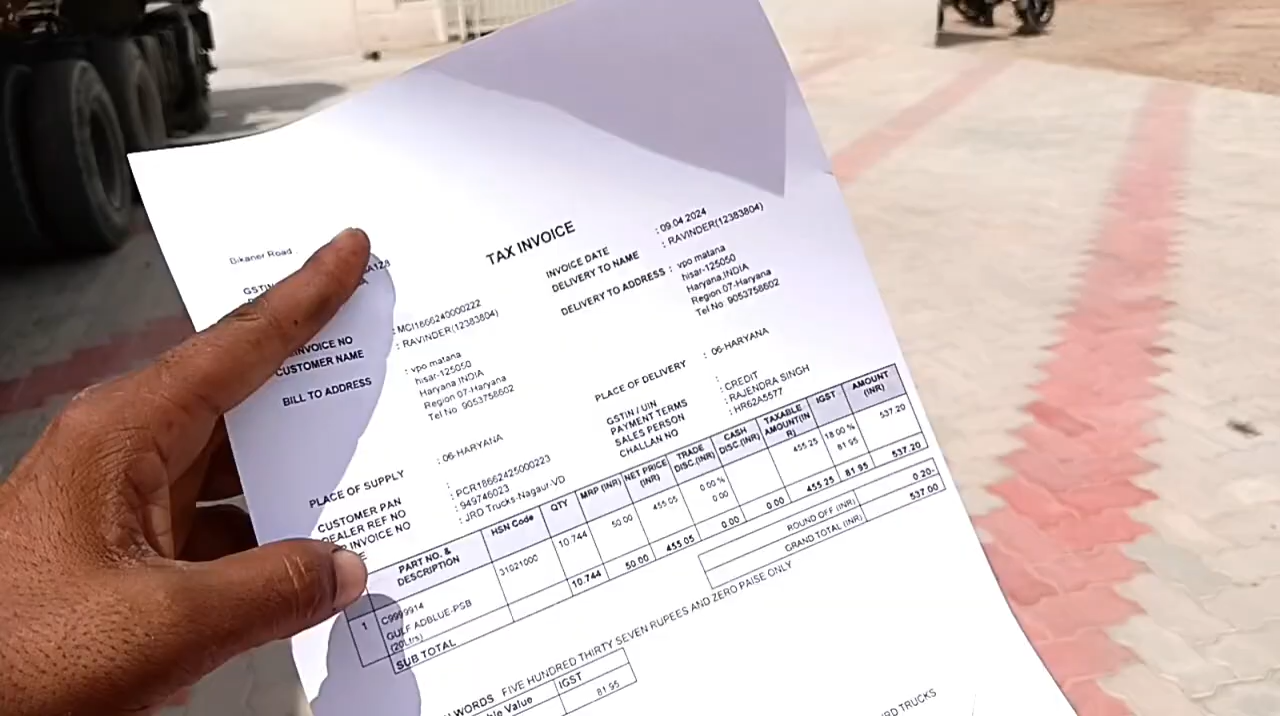 Bikaner Road
TAX INVOICE
GSTIN
INVOICE NO : MCI1866240000222
CUSTOMER NAME : RAVINDER(12383804)
BILL TO ADDRESS : vpo matana
hisar-125050
Haryana,INDIA
Region 07-Haryana
Tel No 9053758602
INVOICE DATE : 09.04.2024
DELIVERY TO NAME : RAVINDER(12383804)
DELIVERY TO ADDRESS : vpo matana
hisar-125050
Haryana,INDIA
Region 07-Haryana
Tel No 9053758602
PLACE OF SUPPLY : 06-HARYANA
CUSTOMER PAN :
DEALER REF NO : PCR18662425000223
INVOICE NO : 949746023
: JRD Trucks-Nagaur-VD
PLACE OF DELIVERY : 06-HARYANA
GSTIN / UIN :
PAYMENT TERMS : CREDIT
SALES PERSON : RAJENDRA SINGH
CHALLAN NO : HR62A5577
PART NO. & DESCRIPTION HSN Code QTY MRP (INR) NET PRICE (INR) TRADE DISC.(INR) CASH DISC.(INR) TAXABLE AMOUNT(INR) IGST AMOUNT (INR)
1 C9999914 31021000 10.744 50.00 455.05 0.00 % 455.25 18.00 % 537.20
GULF ADBLUE-PSB 0.00 81.95
(20Ltrs)
SUB TOTAL 10.744 50.00 455.05 0.00 0.00 455.25 81.95 537.20
ROUND OFF (INR) 0.20-
GRAND TOTAL (INR) 537.00
WORDS FIVE HUNDRED THIRTY SEVEN RUPEES AND ZERO PAISE ONLY
Value IGST
81.95
TRUCKS